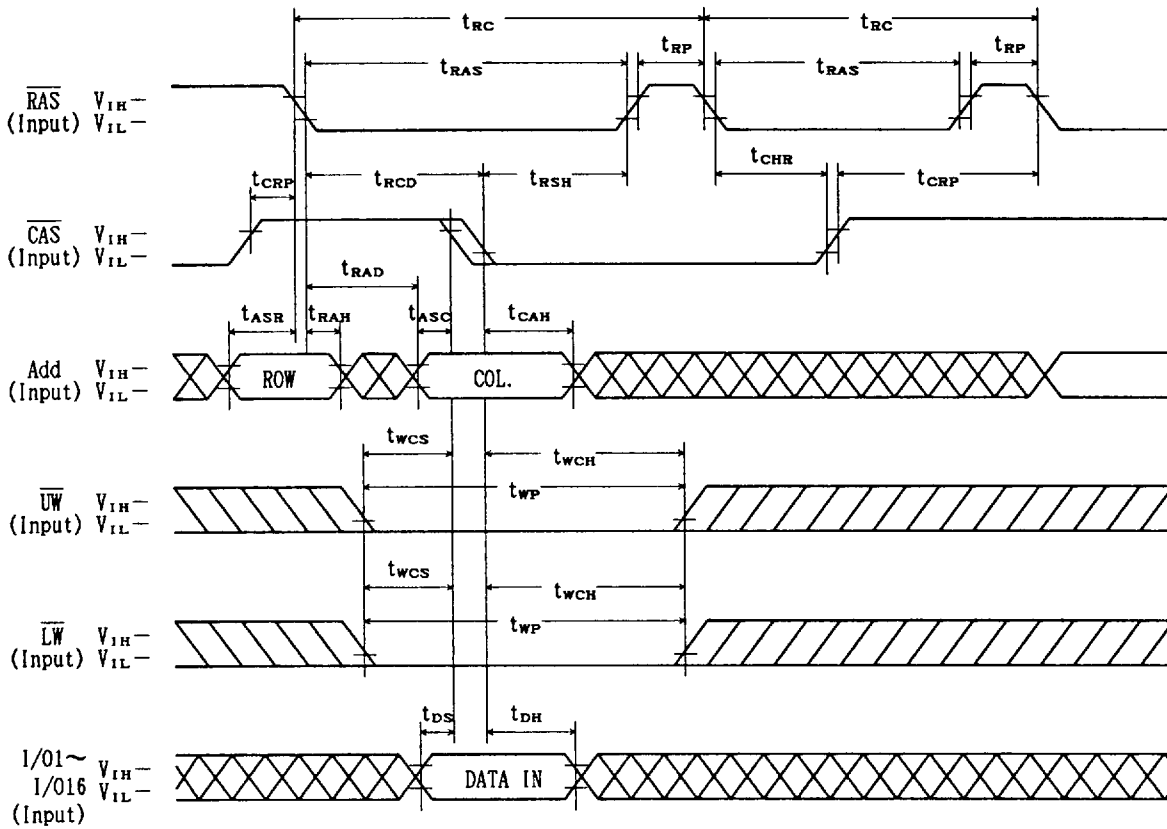 tRC tRC
tRAS tRP tRAS tRP
RAS VIH
(Input) VIL
tCHR
tCRP tRCD tRSH tCRP
CAS VIH
(Input) VIL
tRAD
tASR tRAH tASC tCAH
Add VIH
(Input) VIL
ROW COL.
tWCS tWCH
tWP
UW VIH
(Input) VIL
tWCS tWCH
tWP
LW VIH
(Input) VIL
tDS tDH
I/O1~ VIH
I/O16 VIL
(Input)
DATA IN